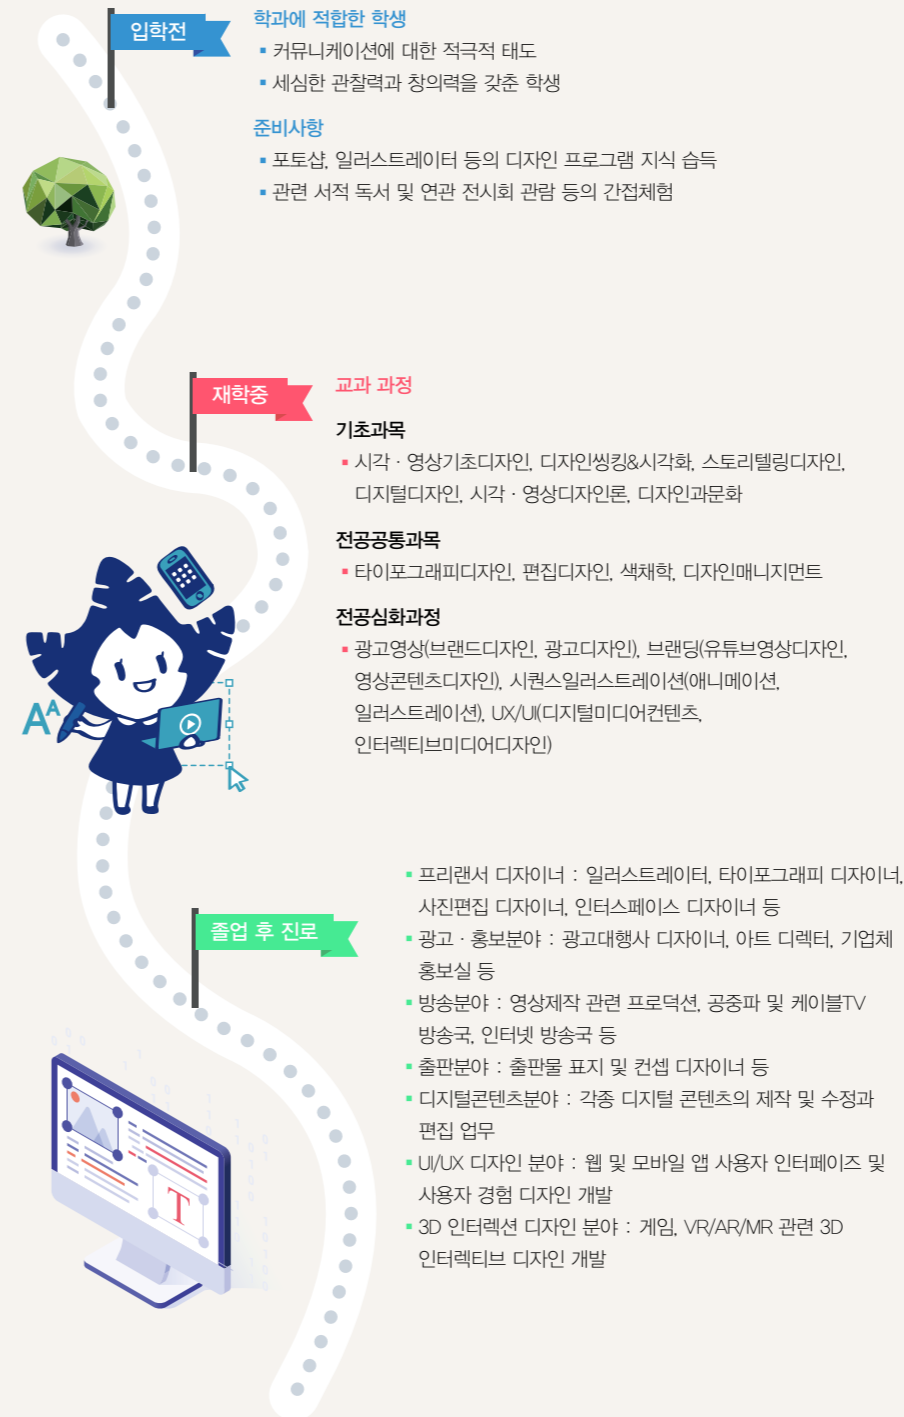 입학전
학과에 적합한 학생
▪ 커뮤니케이션에 대한 적극적 태도
▪ 세심한 관찰력과 창의력을 갖춘 학생
준비사항
▪ 포토샵, 일러스트레이터 등의 디자인 프로그램 지식 습득
▪ 관련 서적 독서 및 연관 전시회 관람 등의 간접체험
재학중
교과 과정
기초과목
▪ 시각 · 영상기초디자인, 디자인씽킹&시각화, 스토리텔링디자인,
디지털디자인, 시각 · 영상디자인론, 디자인과문화
전공공통과목
▪ 타이포그래피디자인, 편집디자인, 색채학, 디자인매니지먼트
전공심화과정
▪ 광고영상(브랜드디자인, 광고디자인), 브랜딩(유튜브영상디자인,
영상콘텐츠디자인), 시퀀스일러스트레이션(애니메이션,
일러스트레이션), UX/UI(디지털미디어컨텐츠,
인터렉티브미디어디자인)
AA
졸업 후 진로
▪ 프리랜서 디자이너 : 일러스트레이터, 타이포그래피 디자이너,
사진편집 디자이너, 인터스페이스 디자이너 등
▪ 광고 · 홍보분야 : 광고대행사 디자이너, 아트 디렉터, 기업체
홍보실 등
▪ 방송분야 : 영상제작 관련 프로덕션, 공중파 및 케이블TV
방송국, 인터넷 방송국 등
▪ 출판분야 : 출판물 표지 및 컨셉 디자이너 등
▪ 디지털콘텐츠분야 : 각종 디지털 콘텐츠의 제작 및 수정과
편집 업무
▪ UI/UX 디자인 분야 : 웹 및 모바일 앱 사용자 인터페이즈 및
사용자 경험 디자인 개발
▪ 3D 인터렉션 디자인 분야 : 게임, VR/AR/MR 관련 3D
인터렉티브 디자인 개발
T